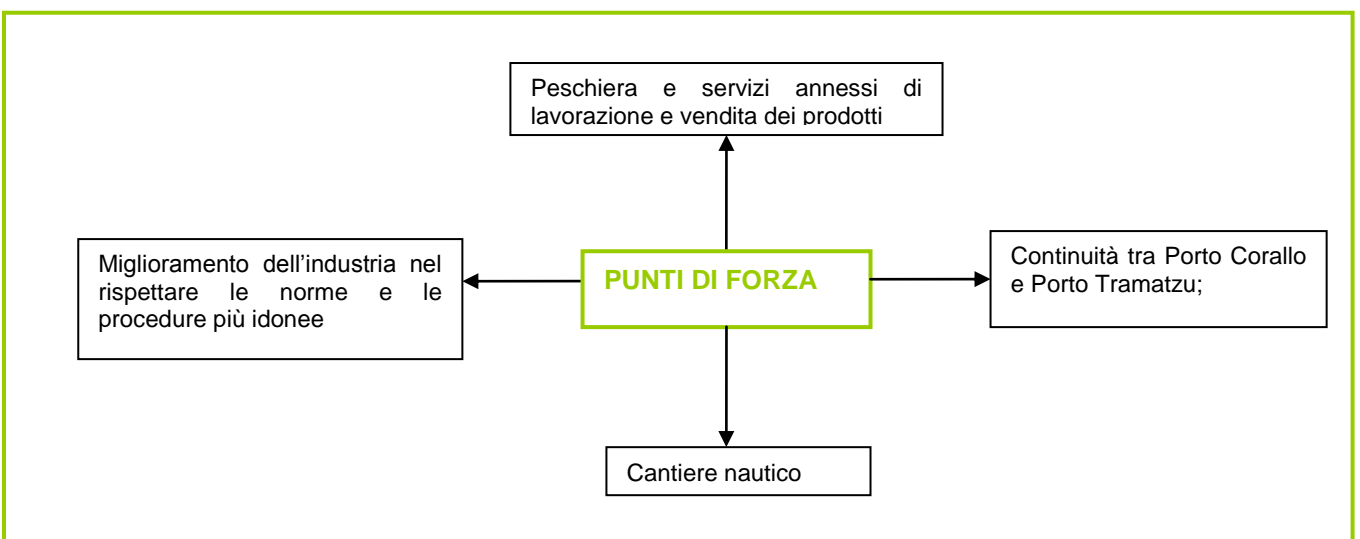 Peschiera e servizi annessi di
lavorazione e vendita dei prodotti
Miglioramento dell'industria nel
rispettare le norme e le
procedure più idonee
PUNTI DI FORZA
Continuità tra Porto Corallo
e Porto Tramatzu;
Cantiere nautico